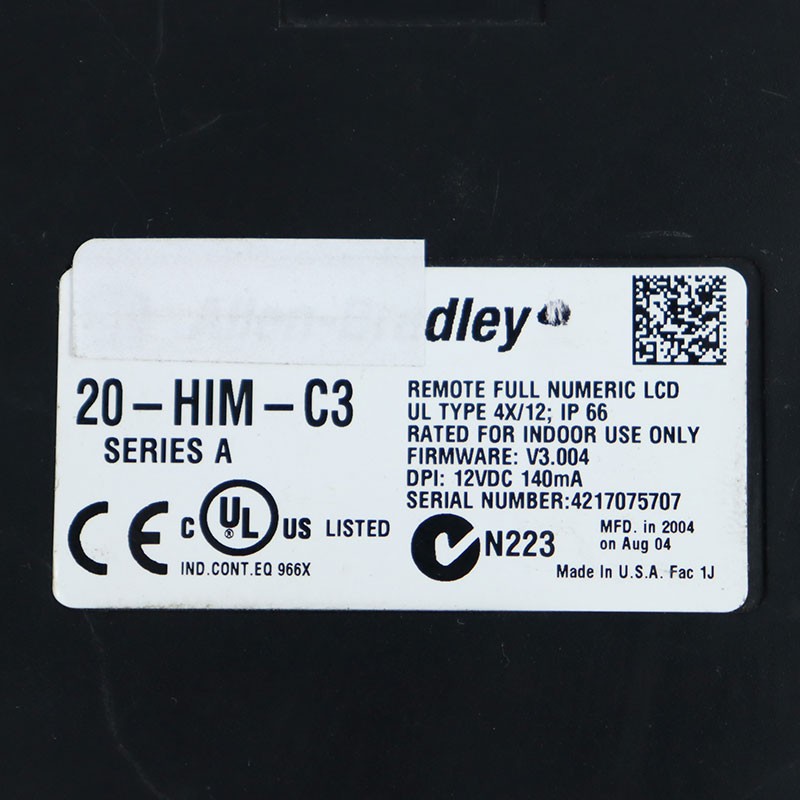 dley
20-HIM-C3
SERIES A
REMOTE FULL NUMERIC LCD
UL TYPE 4X/12; IP 66
RATED FOR INDOOR USE ONLY
FIRMWARE: V3.004
DPI: 12VDC 140mA
SERIAL NUMBER:4217075707
CE
C UL ® US LISTED
IND.CONT.EQ 966X
N223
MFD. in 2004
on Aug 04
Made In U.S.A. Fac 1J